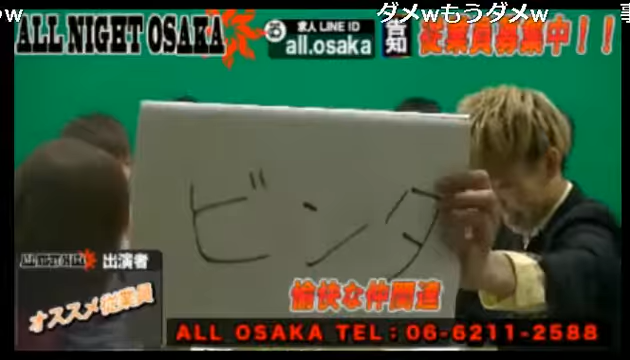 ダメwもうダメw
ALL NIGHT OSAKA
求人 LINE ID
all.osaka
告知
従業員募集中！！
ビンタ
ALL NIGHT OSAKA
出演者
オススメ従業員
愉快な仲間達
ALL OSAKA TEL：06-6211-2588